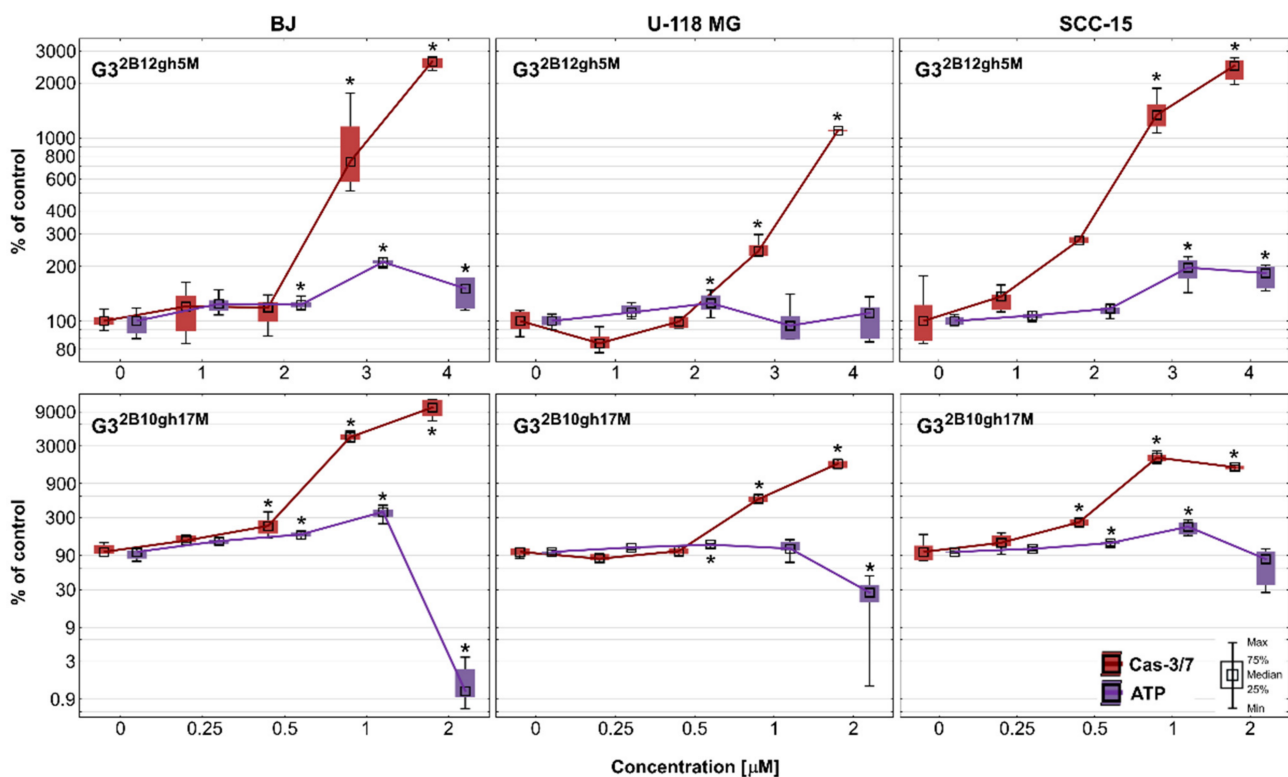 BJ U-118 MG SCC-15
G3^2B12gh5M G3^2B12gh5M G3^2B12gh5M
% of control
3000
2000
1000
800
600
400
300
200
100
80
0 1 2 3 4 0 1 2 3 4 0 1 2 3 4
* * * * *
* * * *
* * * *
G3^2B10gh17M G3^2B10gh17M G3^2B10gh17M
% of control
9000
3000
900
300
90
30
9
3
0.9
* * * * * * *
* * * * *
* * * * *
Cas-3/7
ATP
Max
75%
Median
25%
Min
0 0.25 0.5 1 2 0 0.25 0.5 1 2 0 0.25 0.5 1 2
Concentration [µM]